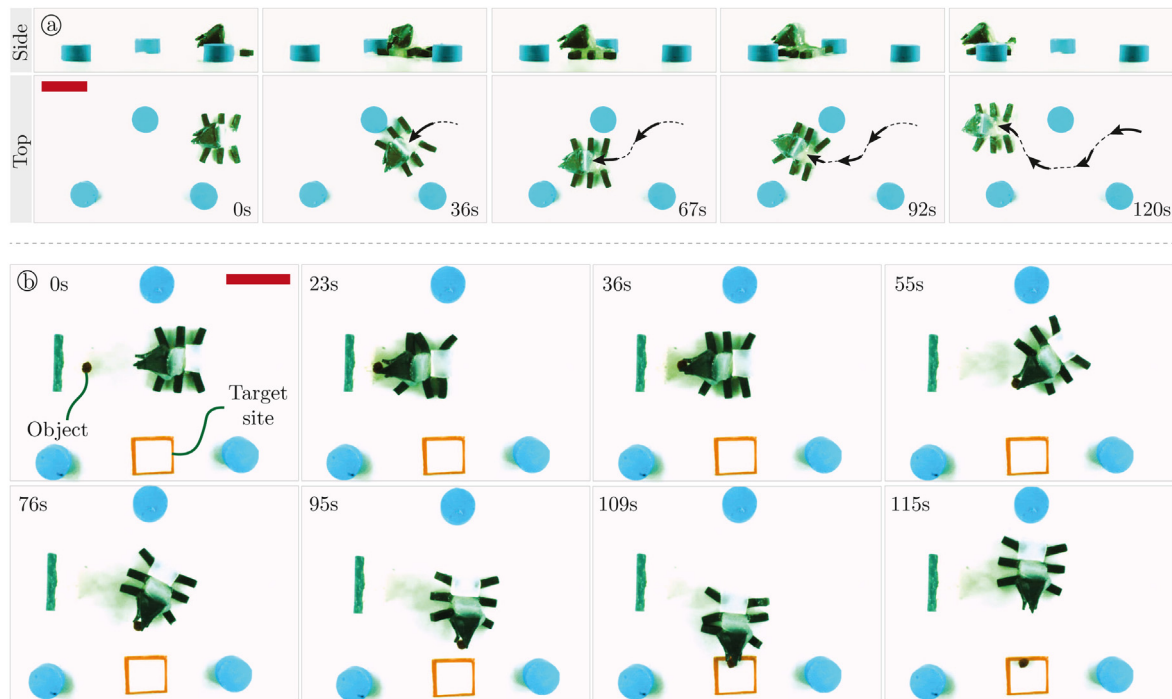 Side
a
Top
0s
36s
67s
92s
120s
b
0s
23s
36s
55s
Object
Target
site
76s
95s
109s
115s